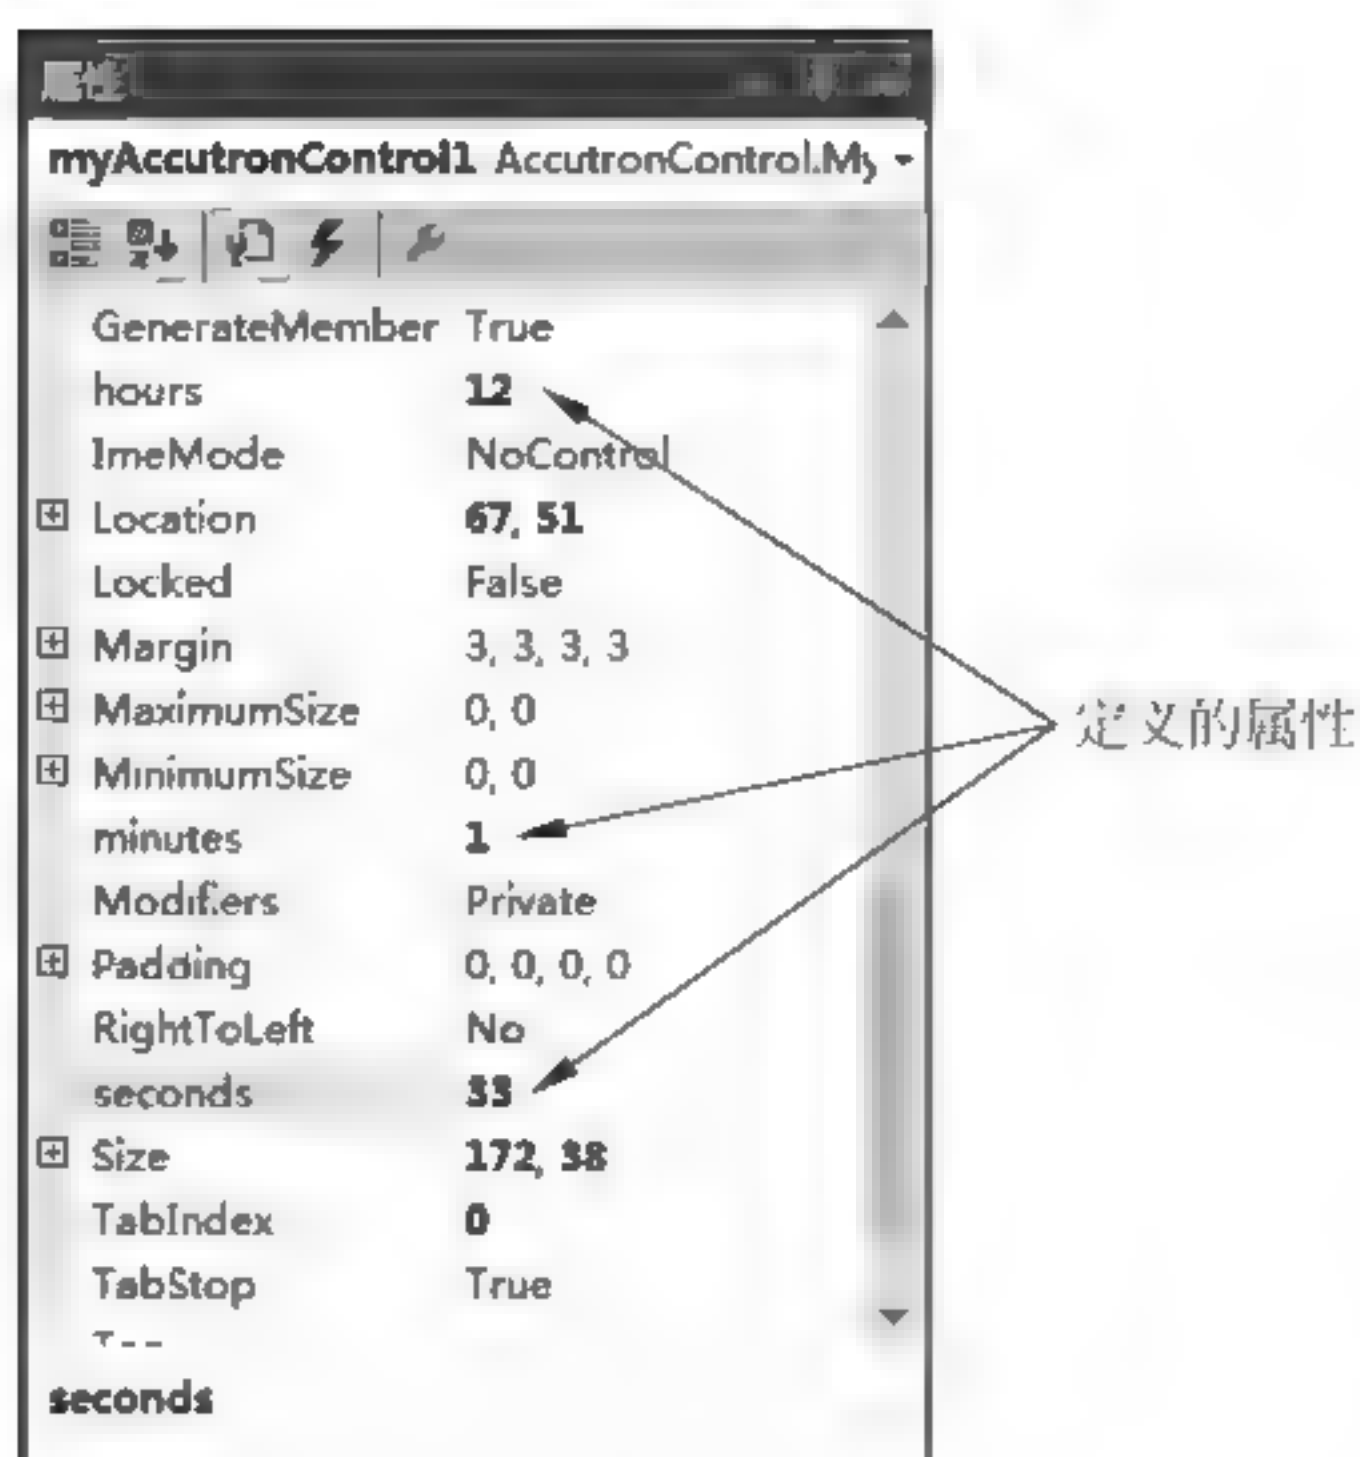 属性
myAccutronControl1 AccutronControl.My
GenerateMember True
hours 12
ImeMode NoControl
Location 67, 51
Locked False
Margin 3, 3, 3, 3
MaximumSize 0, 0
MinimumSize 0, 0
minutes 1
定义的属性
Modifiers Private
Padding 0, 0, 0, 0
RightToLeft No
seconds 33
Size 172, 38
TabIndex 0
TabStop True
seconds